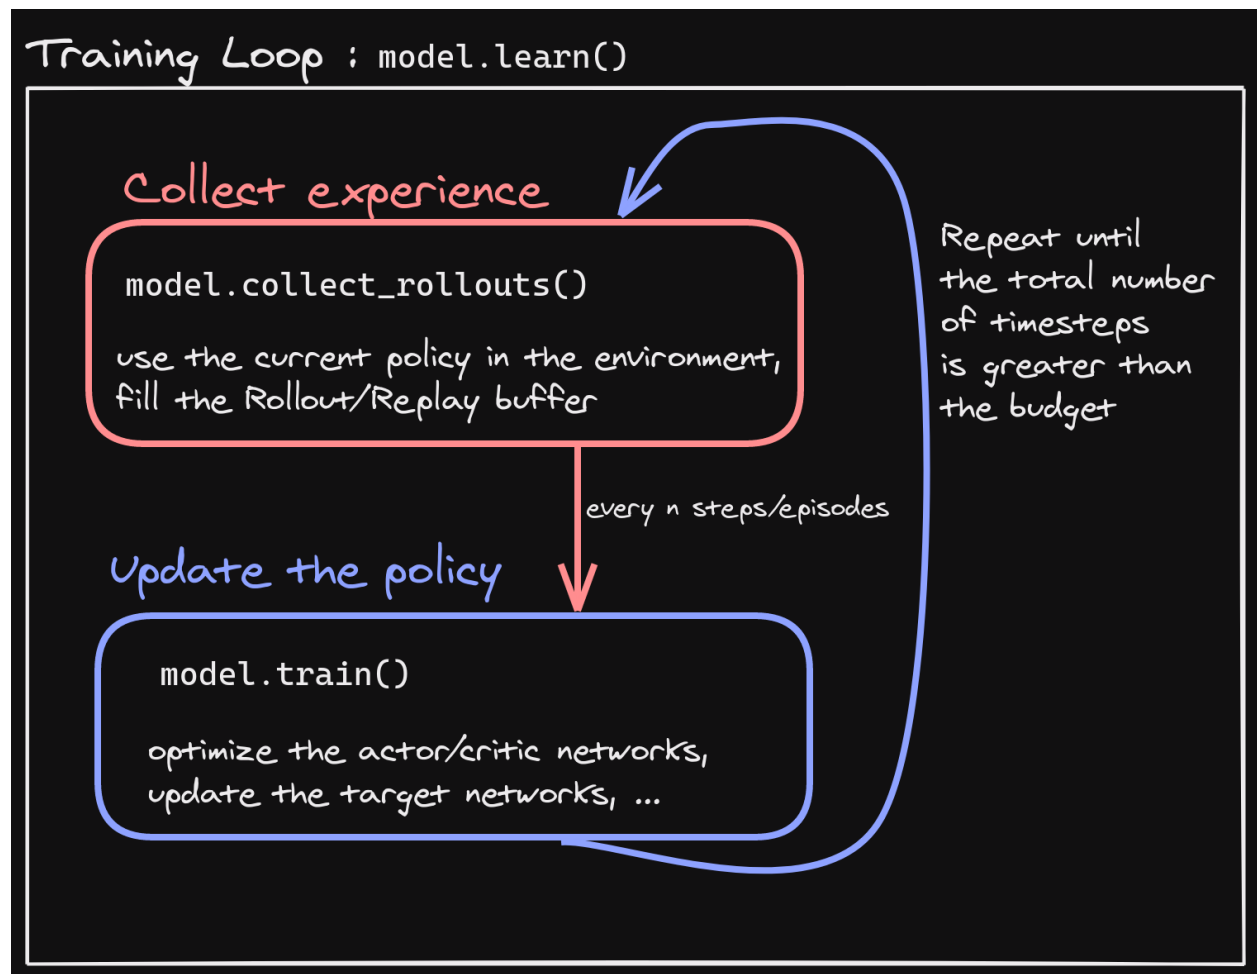 Training Loop : model.learn()
Collect experience
model.collect_rollouts()
use the current policy in the environment,
fill the Rollout/Replay buffer
Repeat until
the total number
of timesteps
is greater than
the budget
every n steps/episodes
Update the policy
model.train()
optimize the actor/critic networks,
update the target networks, ...